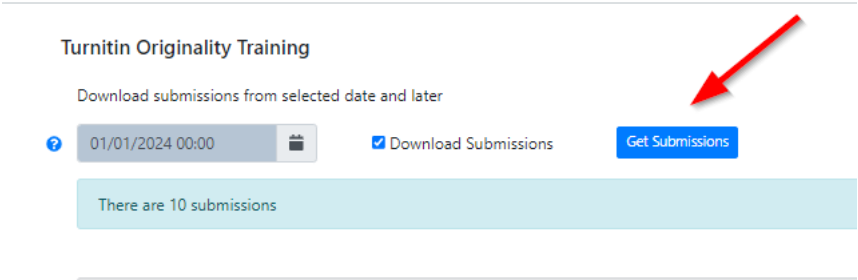 Turnitin Originality Training
Download submissions from selected date and later
? 01/01/2024 00:00 Download Submissions Get Submissions
There are 10 submissions